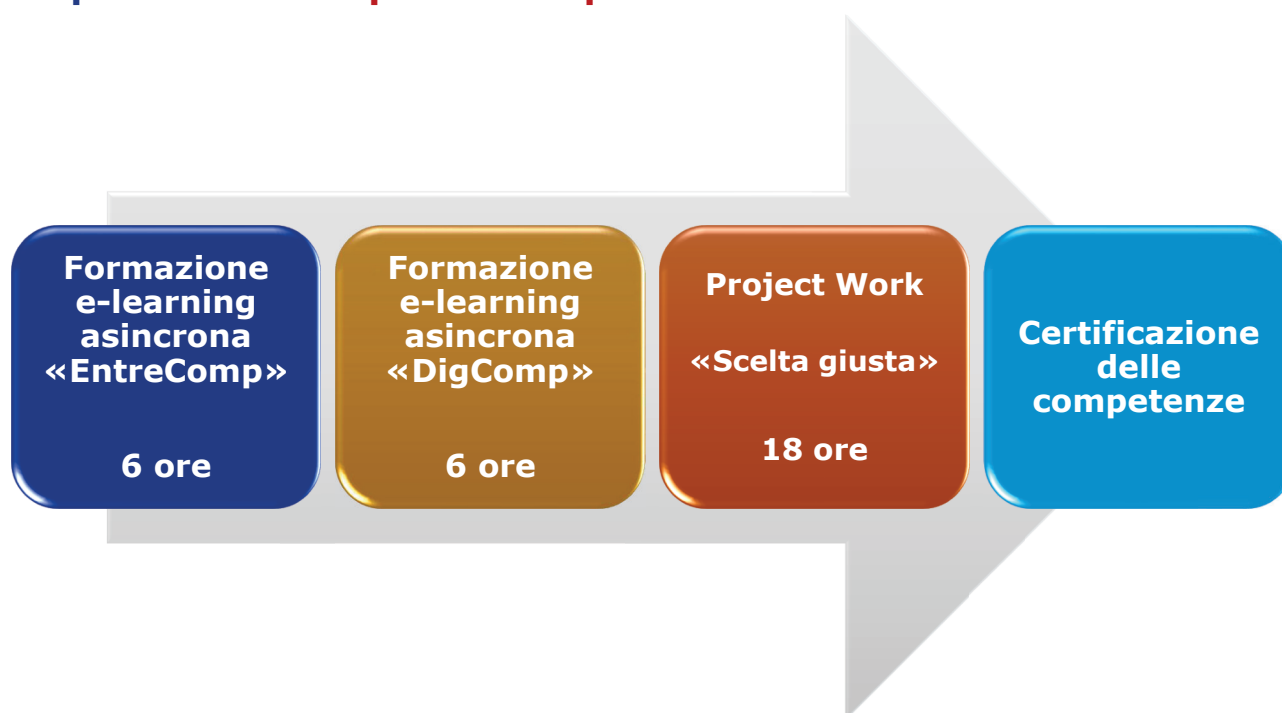 Formazione
e-learning
asincrona
«EntreComp»
6 ore
Formazione
e-learning
asincrona
«DigComp»
6 ore
Project Work
«Scelta giusta»
18 ore
Certificazione
delle
competenze